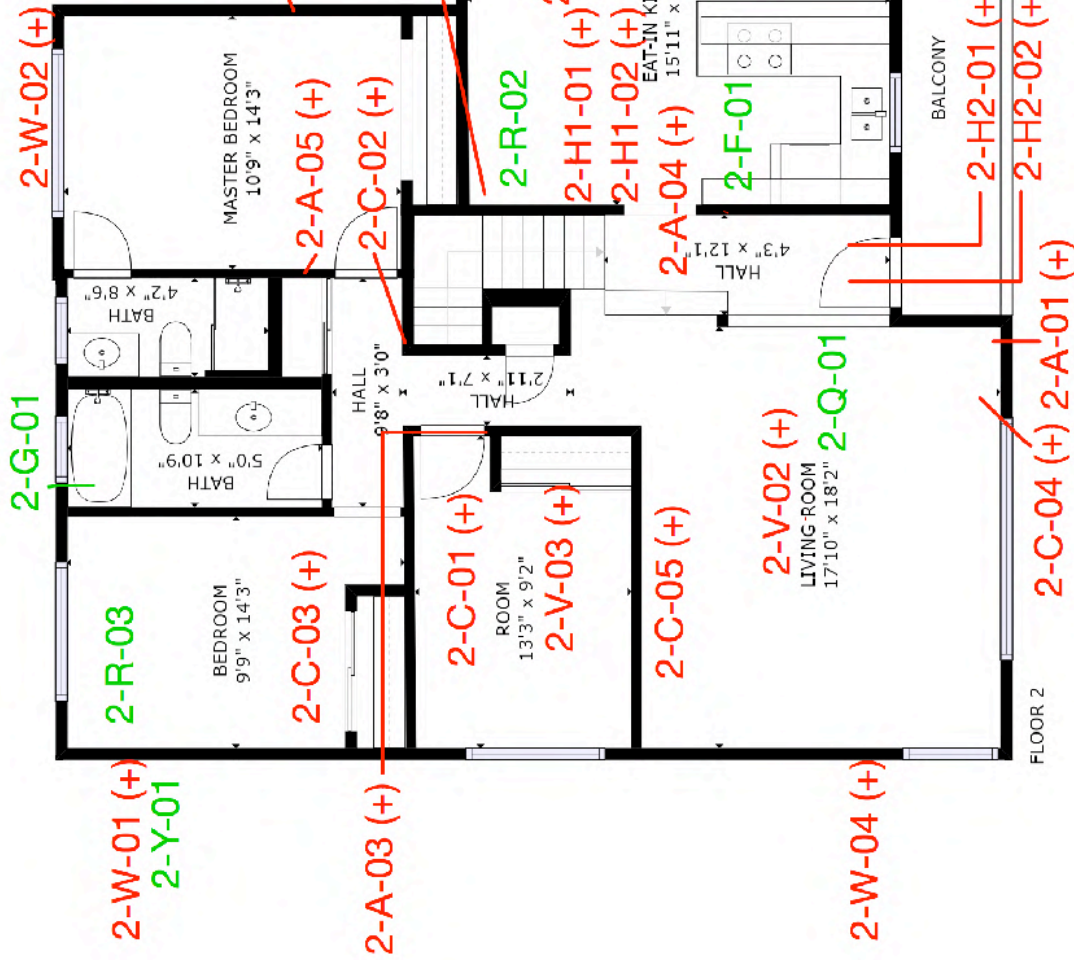 2-W-02 (+)
MASTER BEDROOM
10'9" x 14'3"
2-A-05 (+)
2-C-02 (+)
2-R-02
2-H1-01 (+)
2-H1-02 (+)
EAT-IN KI
15'11" x
2-A-04 (+)
2-F-01
BALCONY
2-H2-01 (+)
2-H2-02 (+)
2-G-01
BATH
4'2" x 8'6"
BATH
5'0" x 10'9"
HALL
9'8" x 3'0"
HALL
2'11" x 7'1"
HALL
4'3" x 12'1"
2-Q-01
2-A-01 (+)
2-R-03
BEDROOM
9'9" x 14'3"
2-C-03 (+)
2-C-01 (+)
ROOM
13'3" x 9'2"
2-V-03 (+)
2-C-05 (+)
2-V-02 (+)
LIVING-ROOM
17'10" x 18'2"
2-C-04 (+)
FLOOR 2
2-W-01 (+)
2-Y-01
2-A-03 (+)
2-W-04 (+)